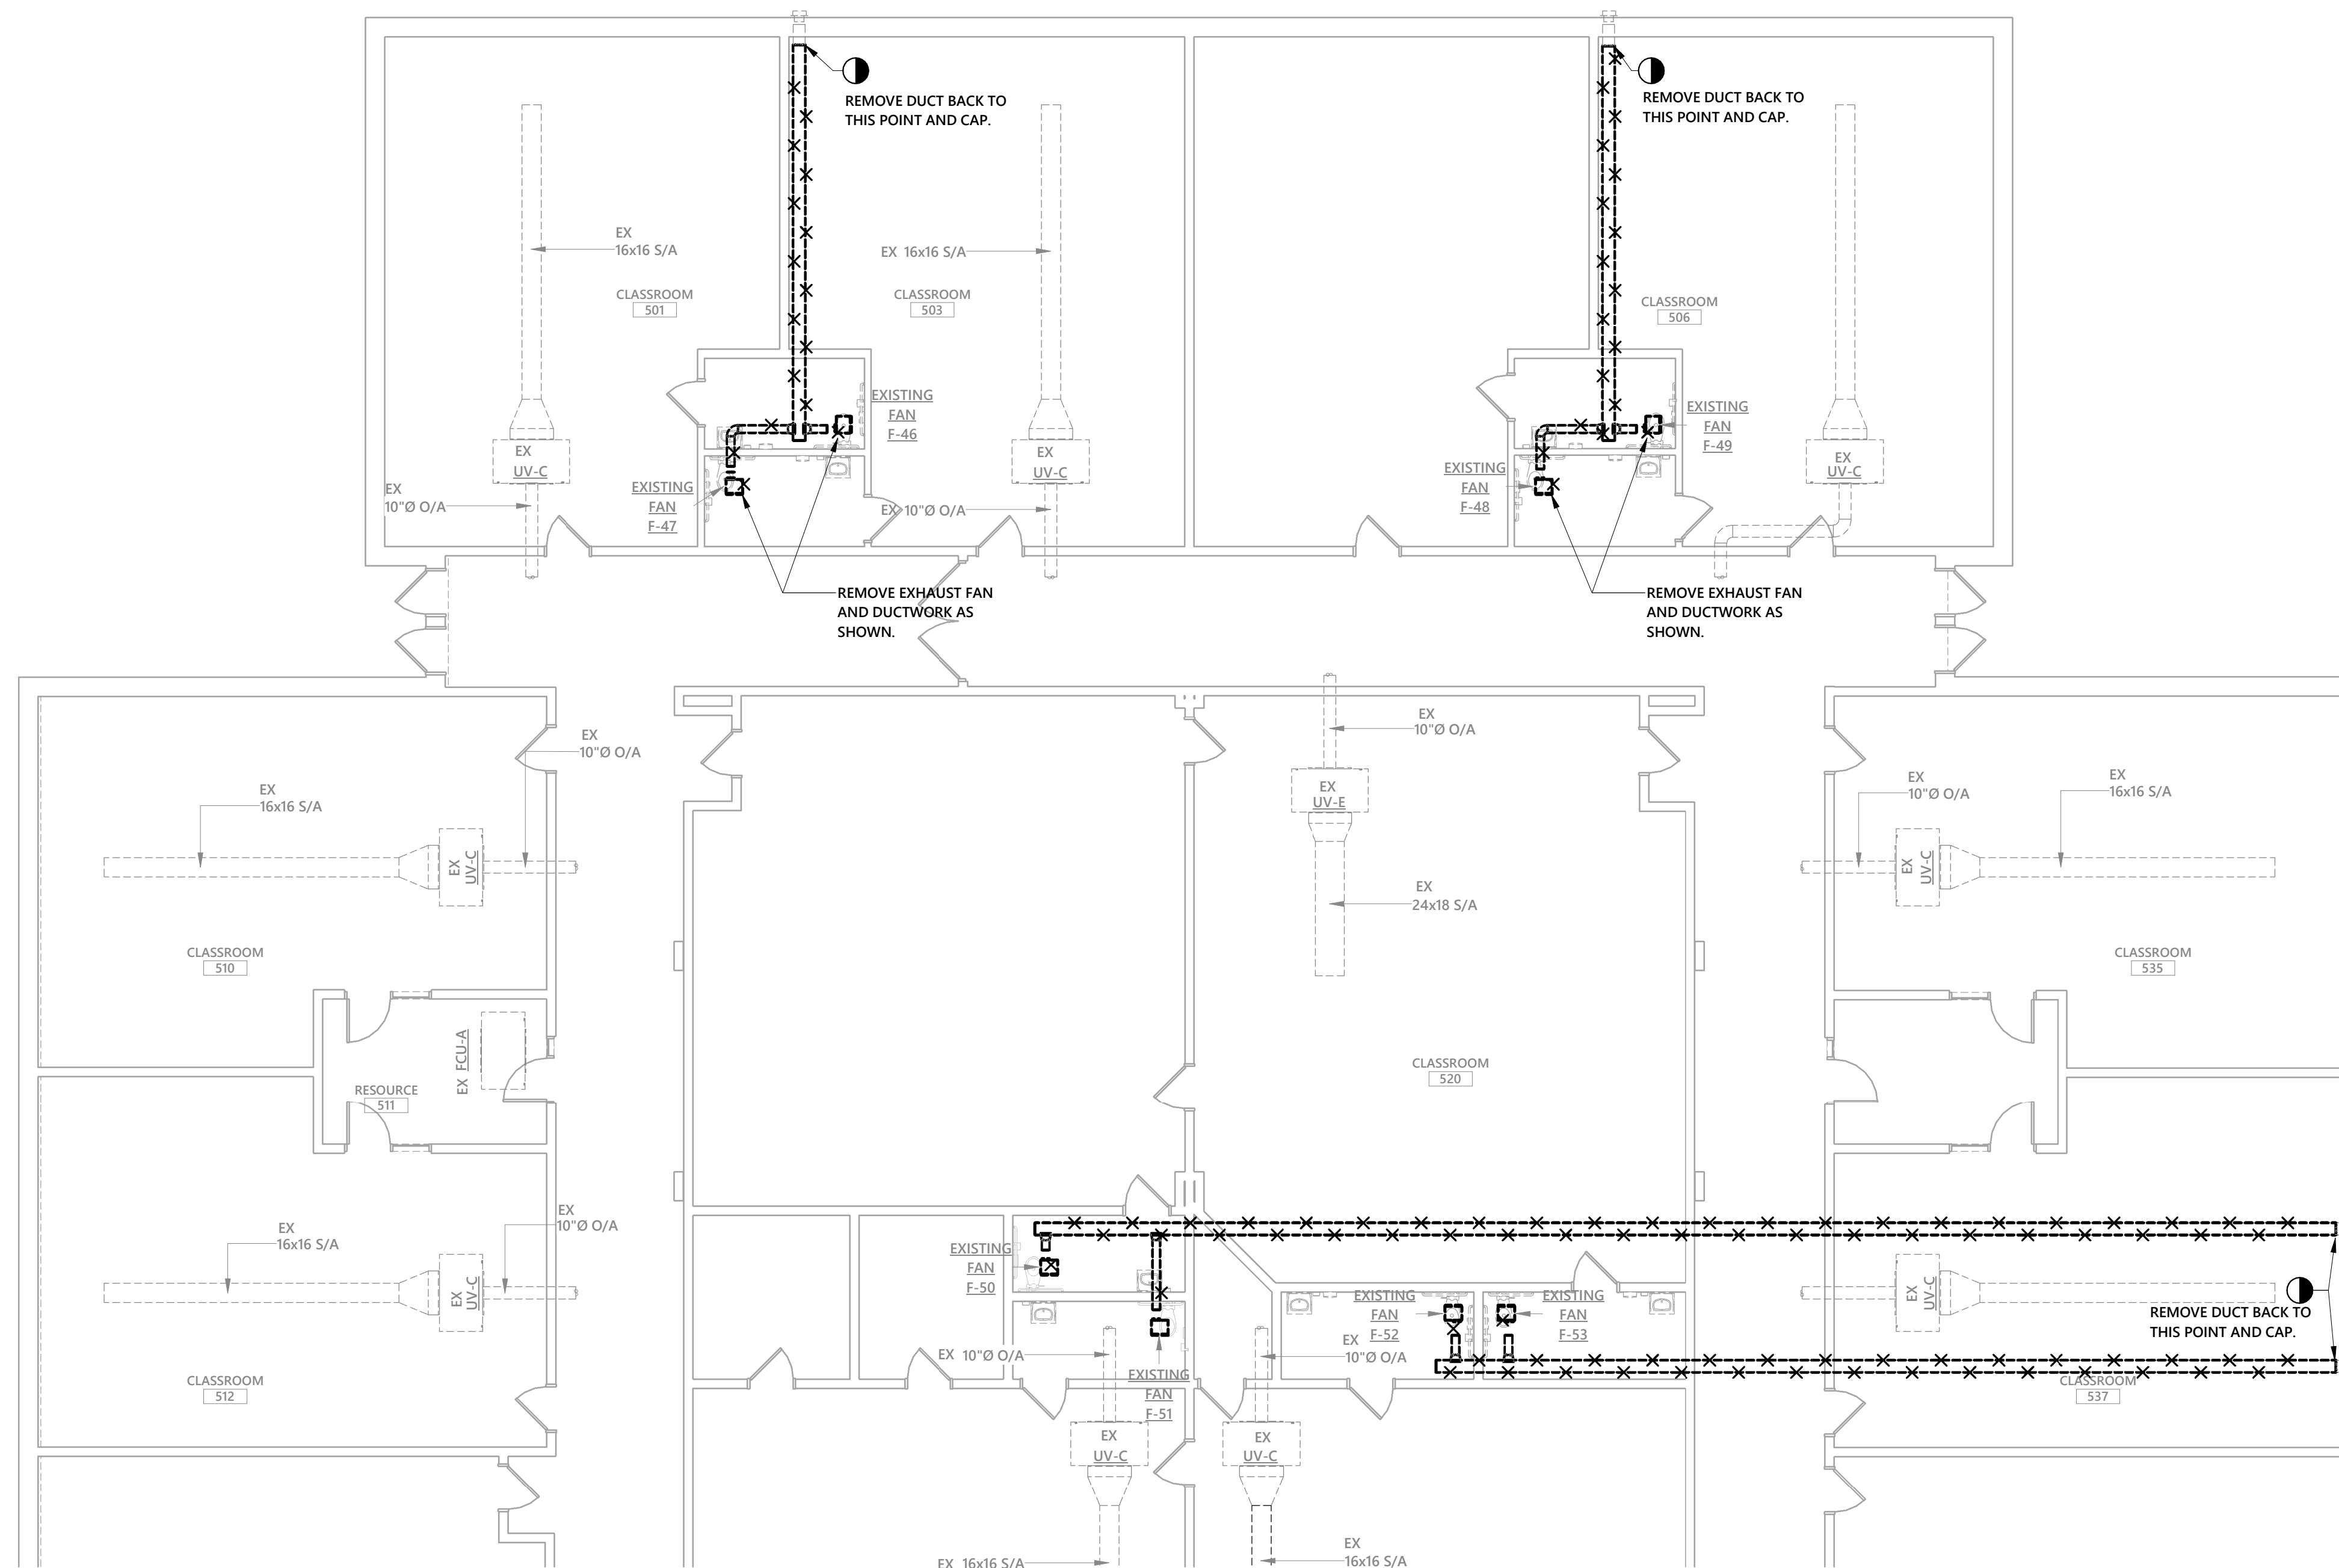 REMOVE DUCT BACK TO
THIS POINT AND CAP.
REMOVE DUCT BACK TO
THIS POINT AND CAP.
EX
16x16 S/A
EX 16x16 S/A
CLASSROOM
501
CLASSROOM
503
CLASSROOM
506
EXISTING
FAN
F-46
EXISTING
FAN
F-49
EX
UV-C
EX
UV-C
EX
UV-C
EX
10"Ø O/A
EXISTING
FAN
F-47
EX 10"Ø O/A
EXISTING
FAN
F-48
REMOVE EXHAUST FAN
AND DUCTWORK AS
SHOWN.
REMOVE EXHAUST FAN
AND DUCTWORK AS
SHOWN.
EX
10"Ø O/A
EX
10"Ø O/A
EX
16x16 S/A
EX
UV-C
EX
UV-E
EX
10"Ø O/A
EX
16x16 S/A
EX
UV-C
EX
24x18 S/A
CLASSROOM
510
CLASSROOM
535
EX FCU-A
RESOURCE
511
CLASSROOM
520
EX
16x16 S/A
EX
10"Ø O/A
EX
UV-C
EXISTING
FAN
F-50
EXISTING
FAN
F-52
EXISTING
FAN
F-53
EX
UV-C
REMOVE DUCT BACK TO
THIS POINT AND CAP.
EX 10"Ø O/A
EX
10"Ø O/A
EXISTING
FAN
F-51
CLASSROOM
512
CLASSROOM
537
EX
UV-C
EX
UV-C
EX 16x16 S/A
EX
16x16 S/A